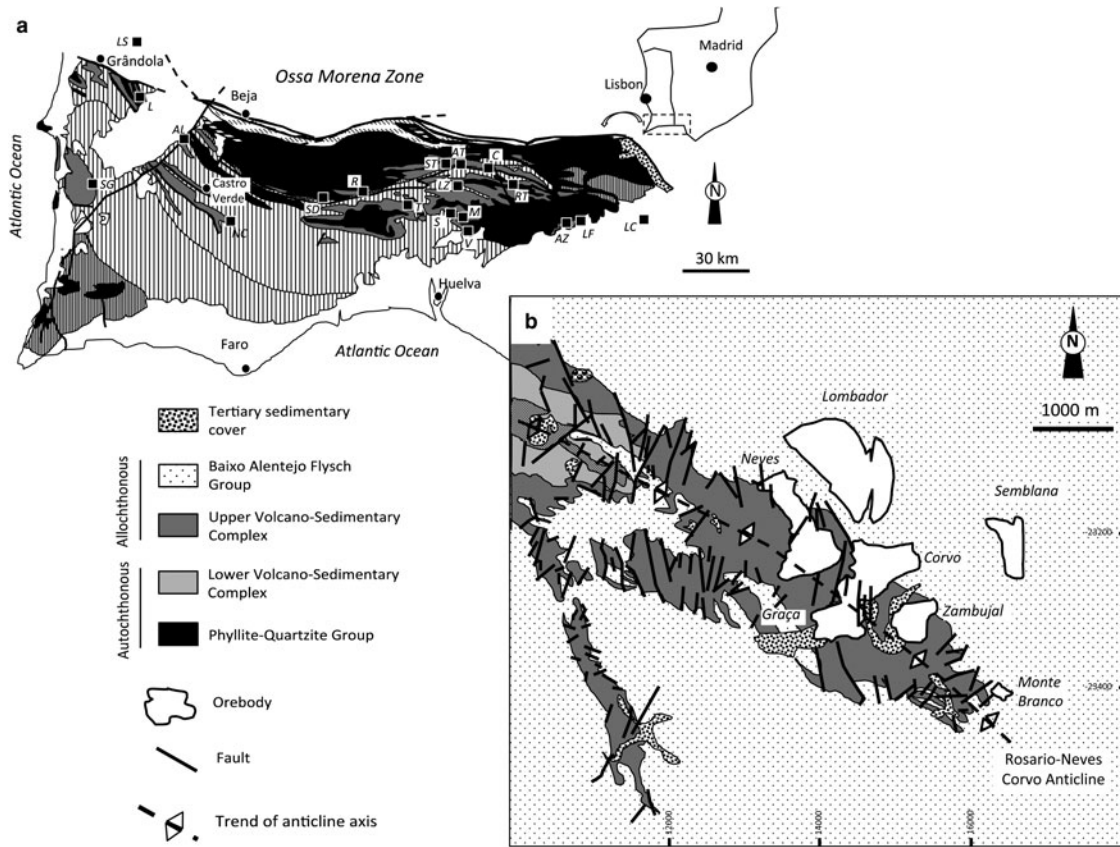 a
LS
Grândola
L
Ossa Morena Zone
Beja
Lisbon
Madrid
Atlantic Ocean
AL
SG
Castro
Verde
NC
SD
R
T
ST
AT
C
LZ
RT
S
M
V
AZ
LF
LC
N
30 km
Huelva
Faro
Atlantic Ocean
Tertiary sedimentary
cover
Allochthonous
Baixo Alentejo Flysch
Group
Upper Volcano-Sedimentary
Complex
Autochthonous
Lower Volcano-Sedimentary
Complex
Phyllite-Quartzite Group
Orebody
Fault
Trend of anticline axis
b
N
1000 m
Lombador
Neves
Semblana
-23200
Corvo
Graça
Zambujal
Monte
Branco
-23400
Rosario-Neves
Corvo Anticline
12000
14000
16000